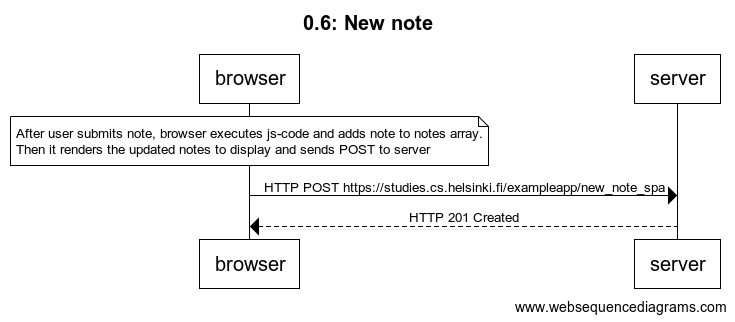 0.6: New note
browser
server
After user submits note, browser executes js-code and adds note to notes array.
Then it renders the updated notes to display and sends POST to server
HTTP POST https://studies.cs.helsinki.fi/exampleapp/new_note_spa
HTTP 201 Created
browser
server
www.websequencediagrams.com